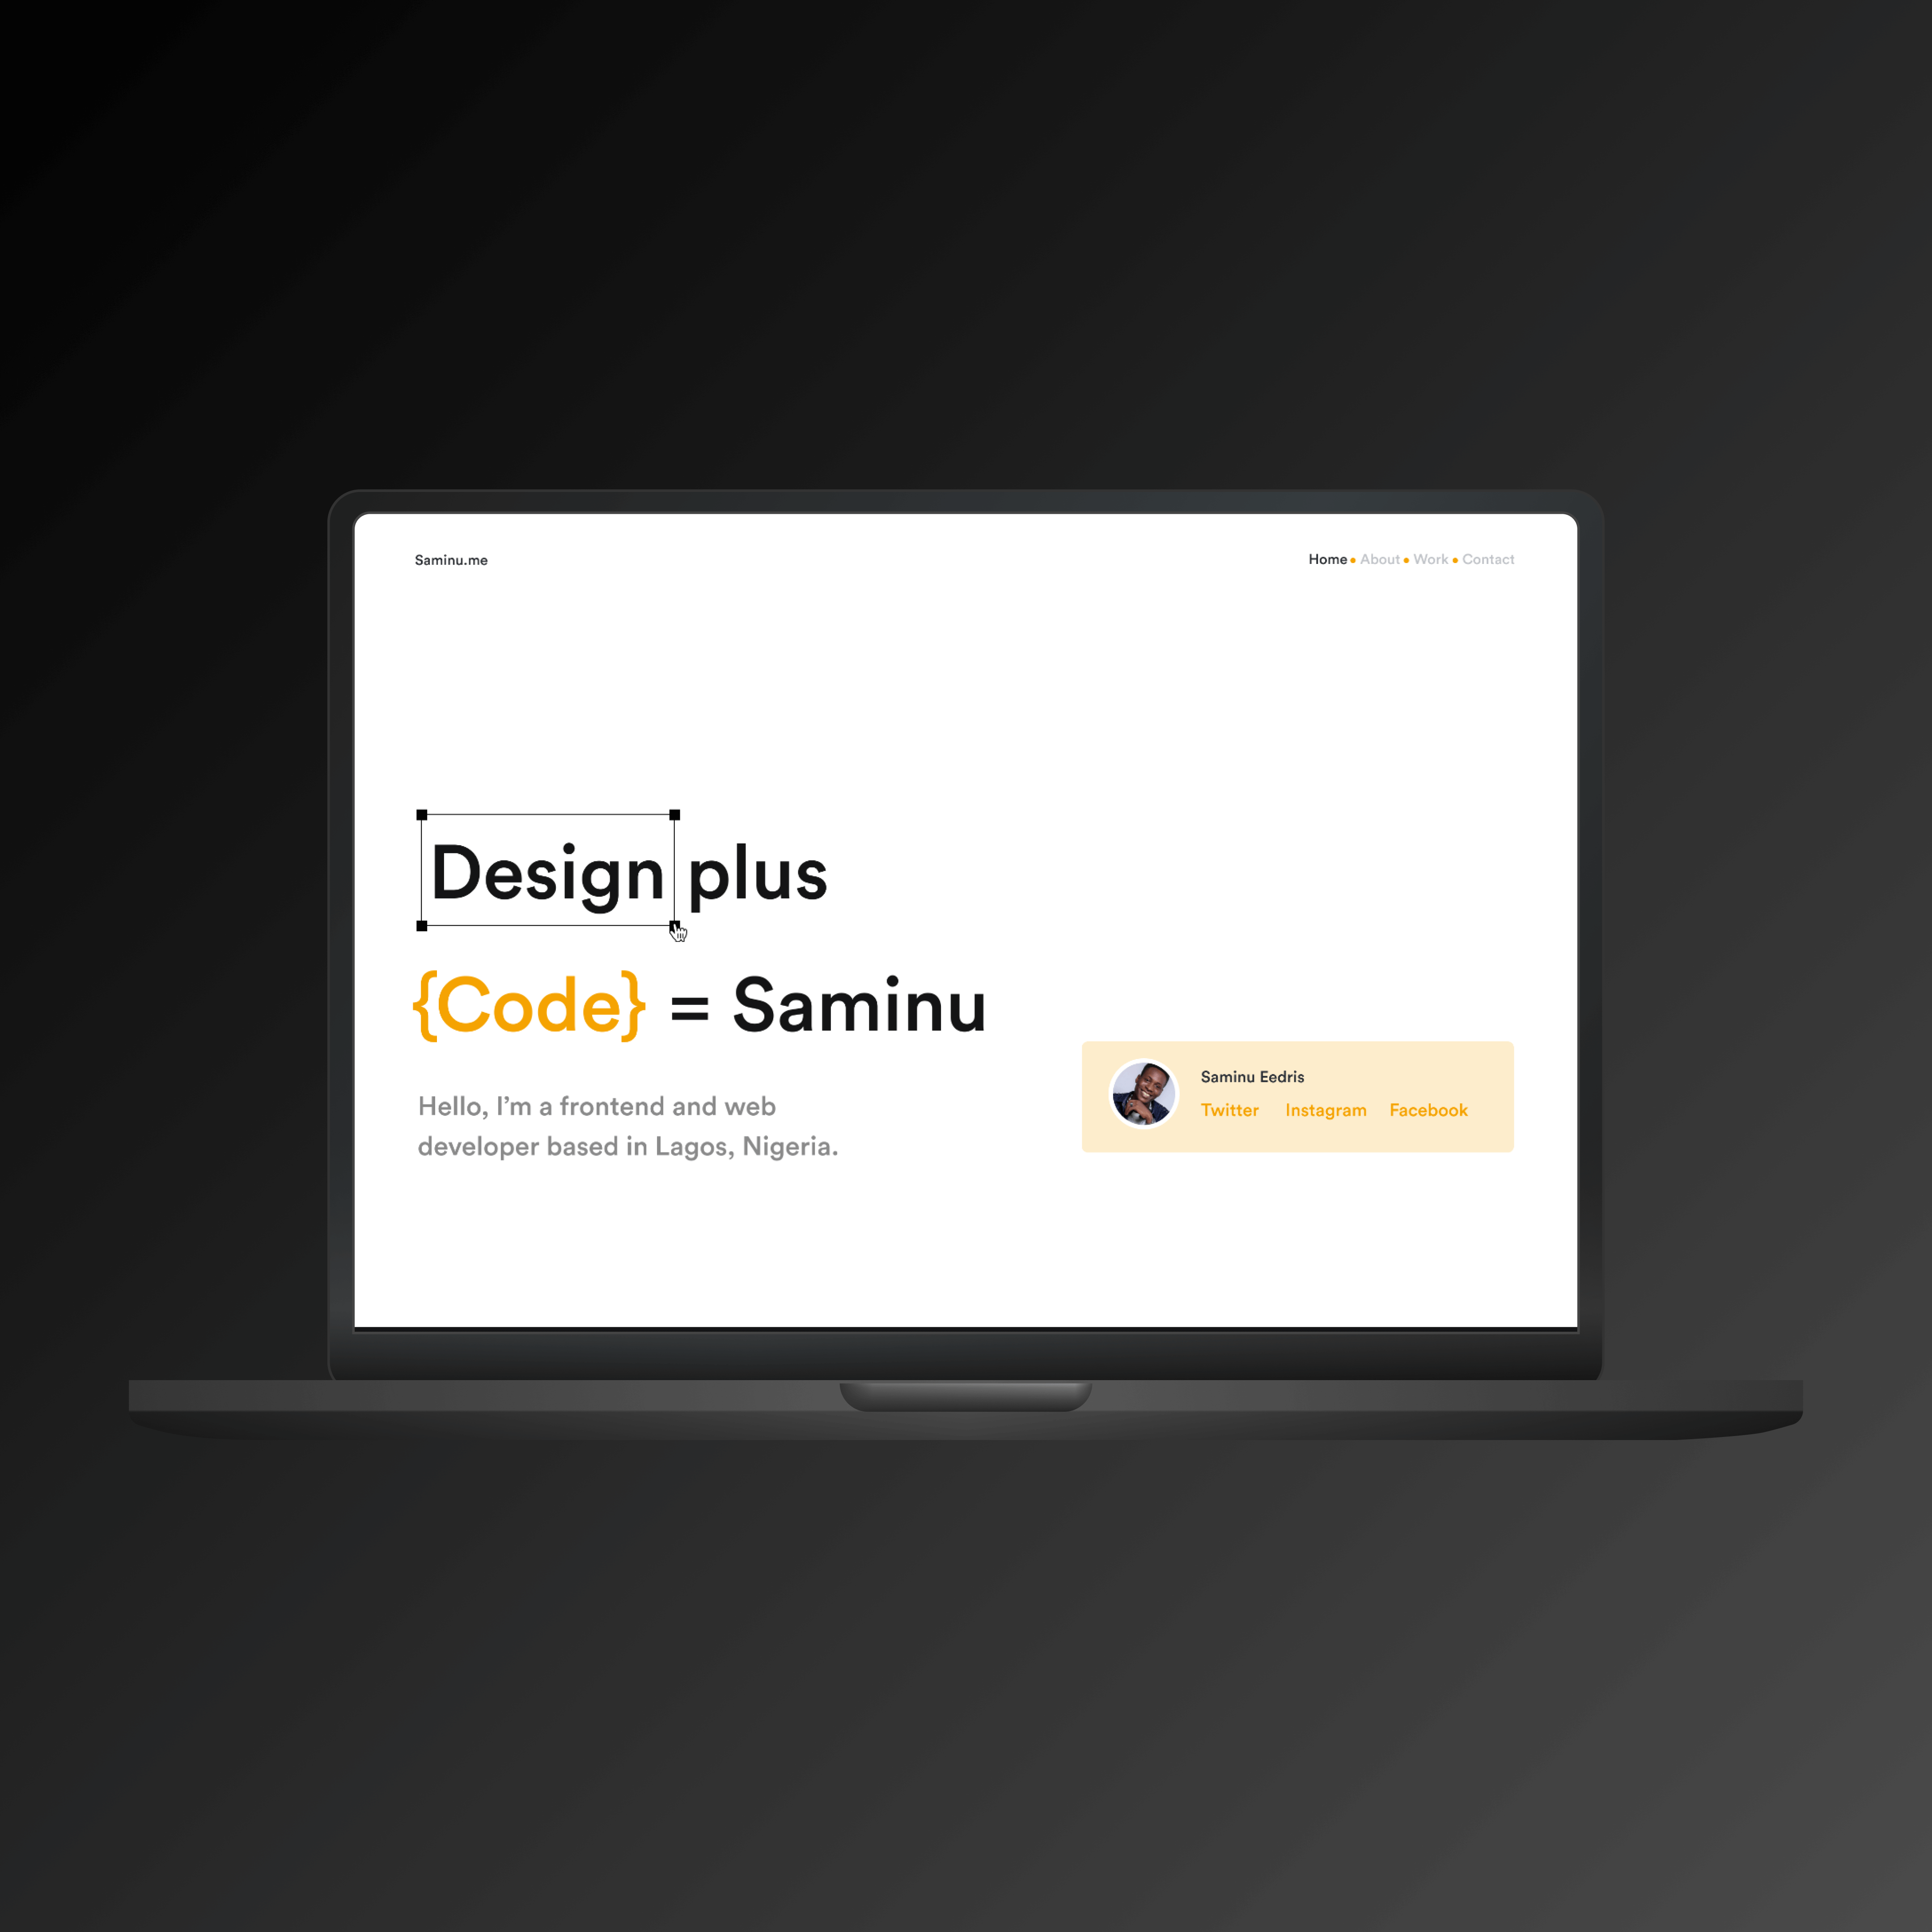 Saminu.me
Home • About • Work • Contact
Design plus
{Code} = Saminu
Hello, I’m a frontend and web
developer based in Lagos, Nigeria.
Saminu Eedris
Twitter Instagram Facebook